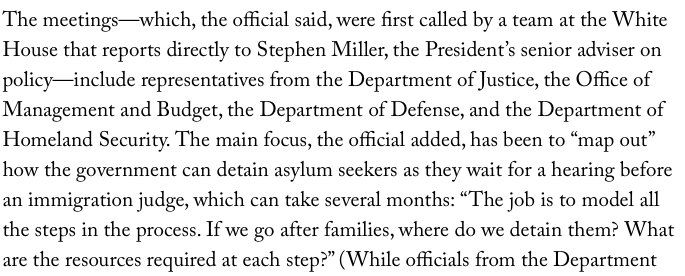 The meetings—which, the official said, were first called by a team at the White
House that reports directly to Stephen Miller, the President’s senior adviser on
policy—include representatives from the Department of Justice, the Office of
Management and Budget, the Department of Defense, and the Department of
Homeland Security. The main focus, the official added, has been to “map out”
how the government can detain asylum seekers as they wait for a hearing before
an immigration judge, which can take several months: “The job is to model all
the steps in the process. If we go after families, where do we detain them? What
are the resources required at each step?” (While officials from the Department